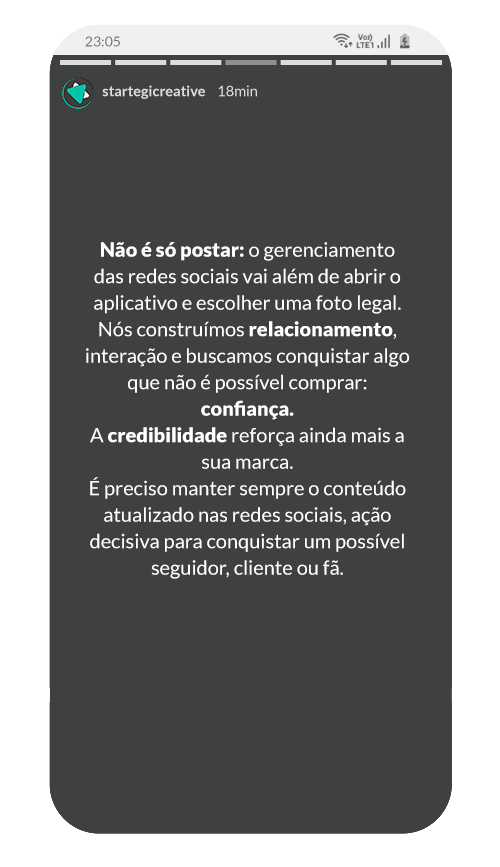 23:05
Vo))
LTE1
startegicreative 18min
Não é só postar: o gerenciamento
das redes sociais vai além de abrir o
aplicativo e escolher uma foto legal.
Nós construímos relacionamento,
interação e buscamos conquistar algo
que não é possível comprar:
confiança.
A credibilidade reforça ainda mais a
sua marca.
É preciso manter sempre o conteúdo
atualizado nas redes sociais, ação
decisiva para conquistar um possível
seguidor, cliente ou fã.